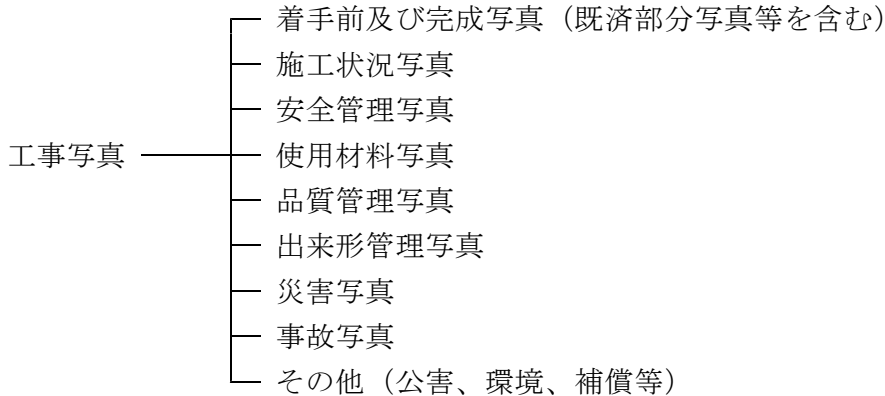 工事写真
着手前及び完成写真（既済部分写真等を含む）
施工状況写真
安全管理写真
使用材料写真
品質管理写真
出来形管理写真
災害写真
事故写真
その他（公害、環境、補償等）